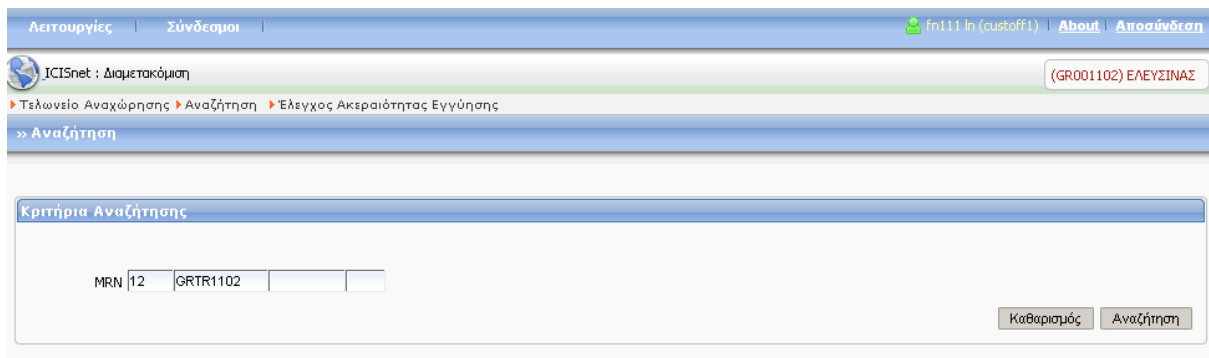 Λειτουργίες | Σύνδεσμοι | fn111 ln (custoff1) | About | Αποσύνδεση
ICISnet : Διαμετακόμιση (GR001102) ΕΛΕΥΣΙΝΑΣ
Τελωνείο Αναχώρησης Αναζήτηση Έλεγχος Ακεραιότητας Εγγύησης
» Αναζήτηση
Κριτήρια Αναζήτησης
MRN 12 GRTR1102
Καθαρισμός Αναζήτηση